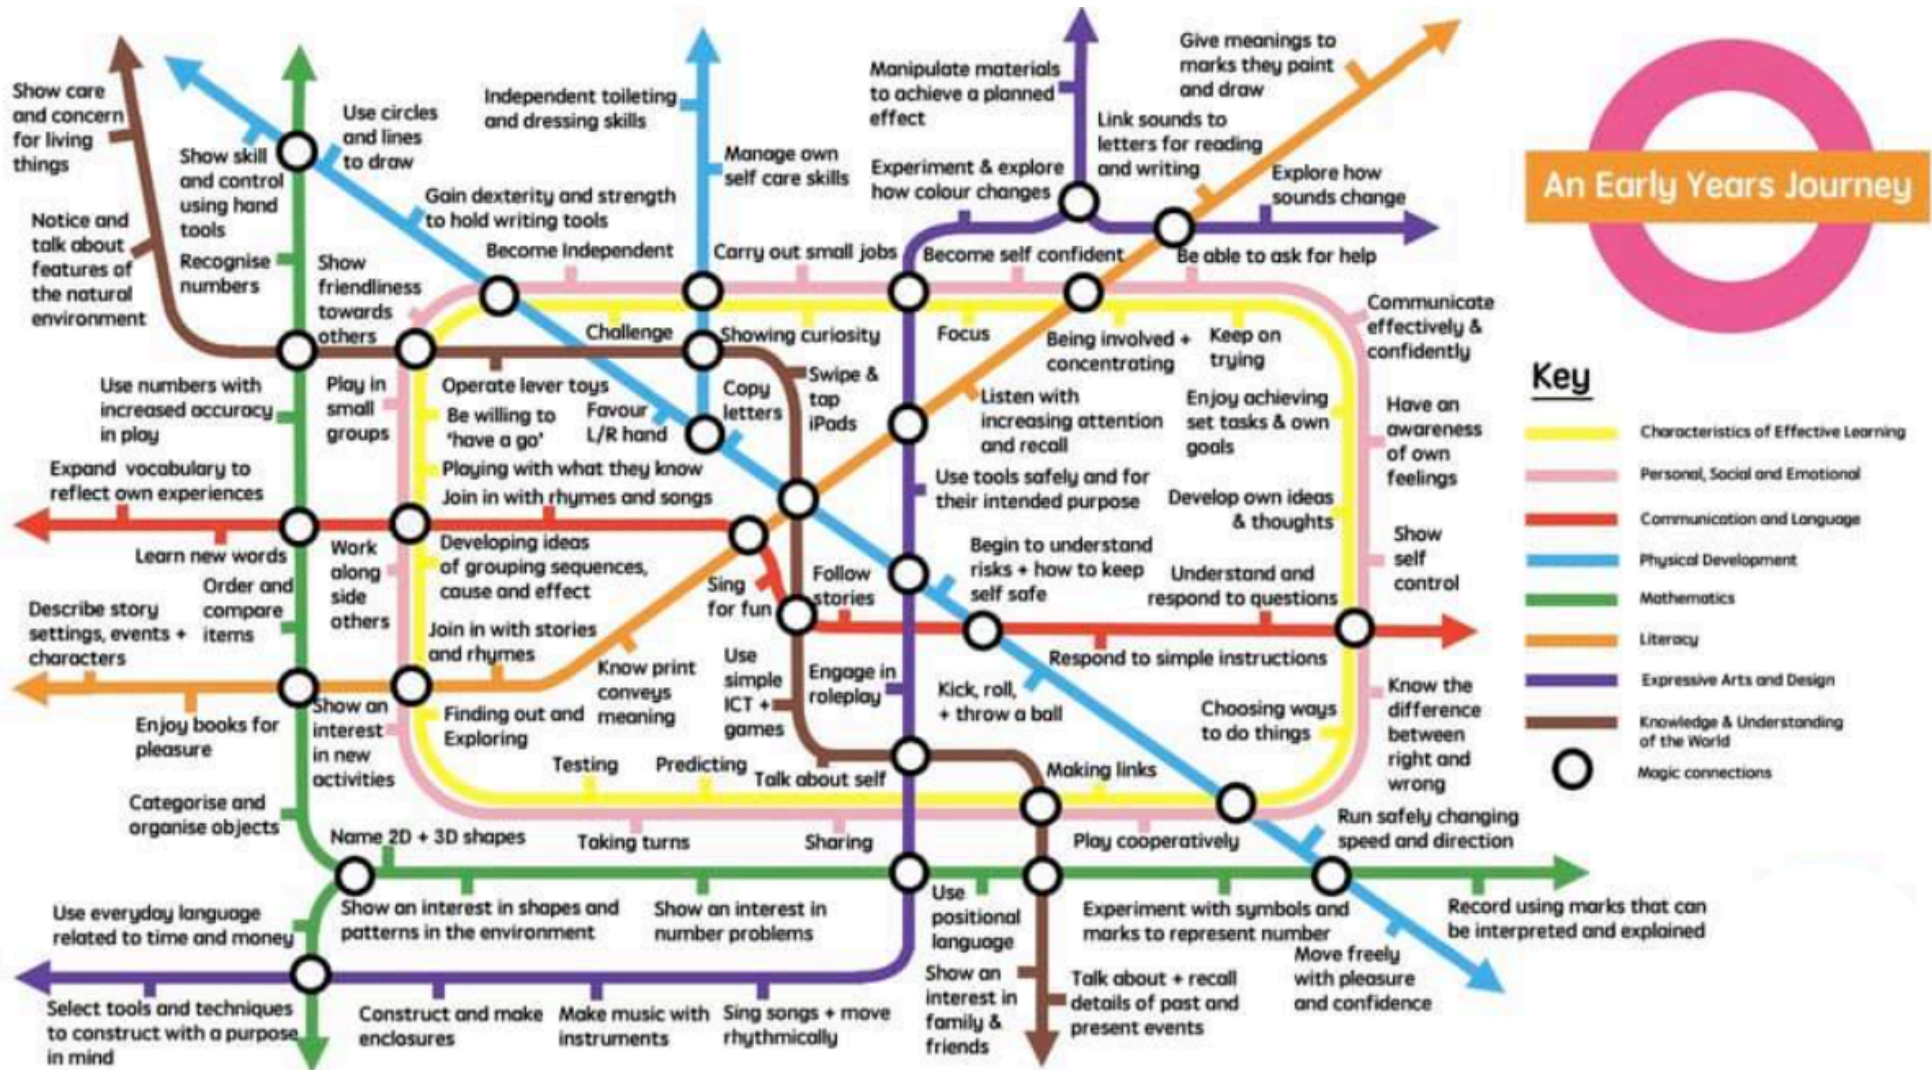 An Early Years Journey
Show care
and concern
for living
things
Notice and
talk about
features of
the natural
environment
Show skill
and control
using hand
tools
Recognise
numbers
Use circles
and lines
to draw
Gain dexterity and strength
to hold writing tools
Show
friendliness
towards
others
Independent toileting
and dressing skills
Manage own
self care skills
Become Independent
Carry out small jobs
Become self confident
Be able to ask for help
Manipulate materials
to achieve a planned
effect
Experiment & explore
how colour changes
Give meanings to
marks they paint
and draw
Link sounds to
letters for reading
and writing
Explore how
sounds change
Communicate
effectively &
confidently
Challenge
Showing curiosity
Focus
Being involved +
concentrating
Keep on
trying
Use numbers with
increased accuracy
in play
Play in
small
groups
Operate lever toys
Be willing to
'have a go'
Favour
L/R hand
Copy
letters
Swipe &
tap
iPads
Listen with
increasing attention
and recall
Enjoy achieving
set tasks & own
goals
Have an
awareness
of own
feelings
Expand vocabulary to
reflect own experiences
Playing with what they know
Join in with rhymes and songs
Use tools safely and for
their intended purpose
Develop own ideas
& thoughts
Show
self
control
Learn new words
Work
along
side
others
Developing ideas
of grouping sequences,
cause and effect
Sing
for fun
Follow
stories
Begin to understand
risks + how to keep
self safe
Understand and
respond to questions
Order and
compare
items
Describe story
settings, events +
characters
Join in with stories
and rhymes
Know print
conveys
meaning
Use
simple
ICT +
games
Engage in
roleplay
Respond to simple instructions
Kick, roll,
+ throw a ball
Choosing ways
to do things
Know the
difference
between
right and
wrong
Enjoy books for
pleasure
Show an
interest
in new
activities
Finding out and
Exploring
Testing
Predicting
Talk about self
Making links
Categorise and
organise objects
Name 2D + 3D shapes
Taking turns
Sharing
Play cooperatively
Run safely changing
speed and direction
Use everyday language
related to time and money
Show an interest in shapes and
patterns in the environment
Show an interest in
number problems
Use
positional
language
Experiment with symbols and
marks to represent number
Record using marks that can
be interpreted and explained
Move freely
with pleasure
and confidence
Select tools and techniques
to construct with a purpose
in mind
Construct and make
enclosures
Make music with
instruments
Sing songs + move
rhythmically
Show an
interest in
family &
friends
Talk about + recall
details of past and
present events
Key
Characteristics of Effective Learning
Personal, Social and Emotional
Communication and Language
Physical Development
Mathematics
Literacy
Expressive Arts and Design
Knowledge & Understanding
of the World
Magic connections